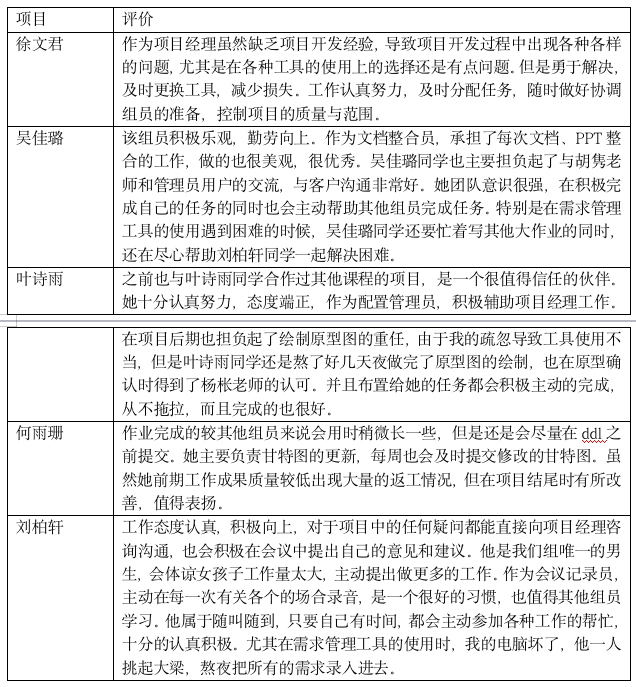 项目 评价
徐文君 作为项目经理虽然缺乏项目开发经验，导致项目开发过程中出现各种各样
的问题，尤其是在各种工具的使用上的选择还是有点问题。但是勇于解决，
及时更换工具，减少损失。工作认真努力，及时分配任务，随时做好协调
组员的准备，控制项目的质量与范围。
吴佳璐 该组员积极乐观，勤劳向上。作为文档整合员，承担了每次文档、PPT 整
合的工作，做的也很美观，很优秀。吴佳璐同学也主要担负起了与胡隽老
师和管理员用户的交流，与客户沟通非常好。她团队意识很强，在积极完
成自己的任务的同时也会主动帮助其他组员完成任务。特别是在需求管理
工具的使用遇到困难的时候，吴佳璐同学还要忙着写其他大作业的同时，
还在尽心帮助刘柏轩同学一起解决困难。
叶诗雨 之前也与叶诗雨同学合作过其他课程的项目，是一个很值得信任的伙伴。
她十分认真努力，态度端正，作为配置管理员，积极辅助项目经理工作。
在项目后期也担负起了绘制原型图的重任，由于我的疏忽导致工具使用不
当，但是叶诗雨同学还是熬了好几天夜做完了原型图的绘制，也在原型确
认时得到了杨枨老师的认可。并且布置给她的任务都会积极主动的完成，
从不拖拉，而且完成的也很好。
何雨珊 作业完成的较其他组员来说会用时稍微长一些，但是还是会尽量在 ddl 之
前提交。她主要负责甘特图的更新，每周也会及时提交修改的甘特图。虽
然她前期工作成果质量较低出现大量的返工情况，但在项目结尾时有所改
善，值得表扬。
刘柏轩 工作态度认真，积极向上，对于项目中的任何疑问都能直接向项目经理咨
询沟通，也会积极在会议中提出自己的意见和建议。他是我们组唯一的男
生，会体谅女孩子工作量太大，主动提出做更多的工作。作为会议记录员，
主动在每一次有关各个的场合录音，是一个很好的习惯，也值得其他组员
学习。他属于随叫随到，只要自己有时间，都会主动参加各种工作的帮忙，
十分的认真积极。尤其在需求管理工具的使用时，我的电脑坏了，他一人
挑起大梁，熬夜把所有的需求录入进去。